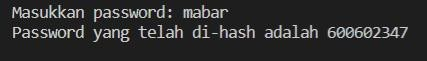 Masukkan password: mabar
Password yang telah di-hash adalah 600602347